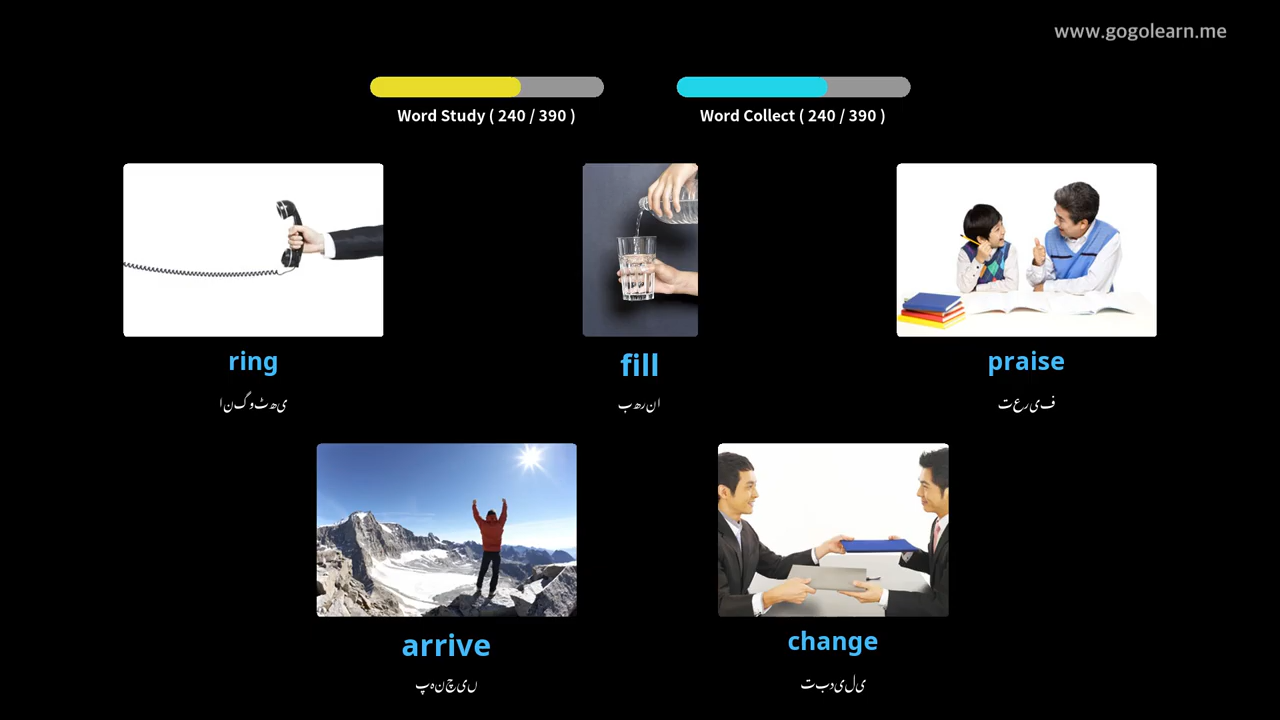 www.gogolearn.me
Word Study ( 240 / 390 )
Word Collect ( 240 / 390 )
ring
fill
praise
انگوٹھی
بھرنا
تعریف
arrive
change
پہنچیں
تبدیلی